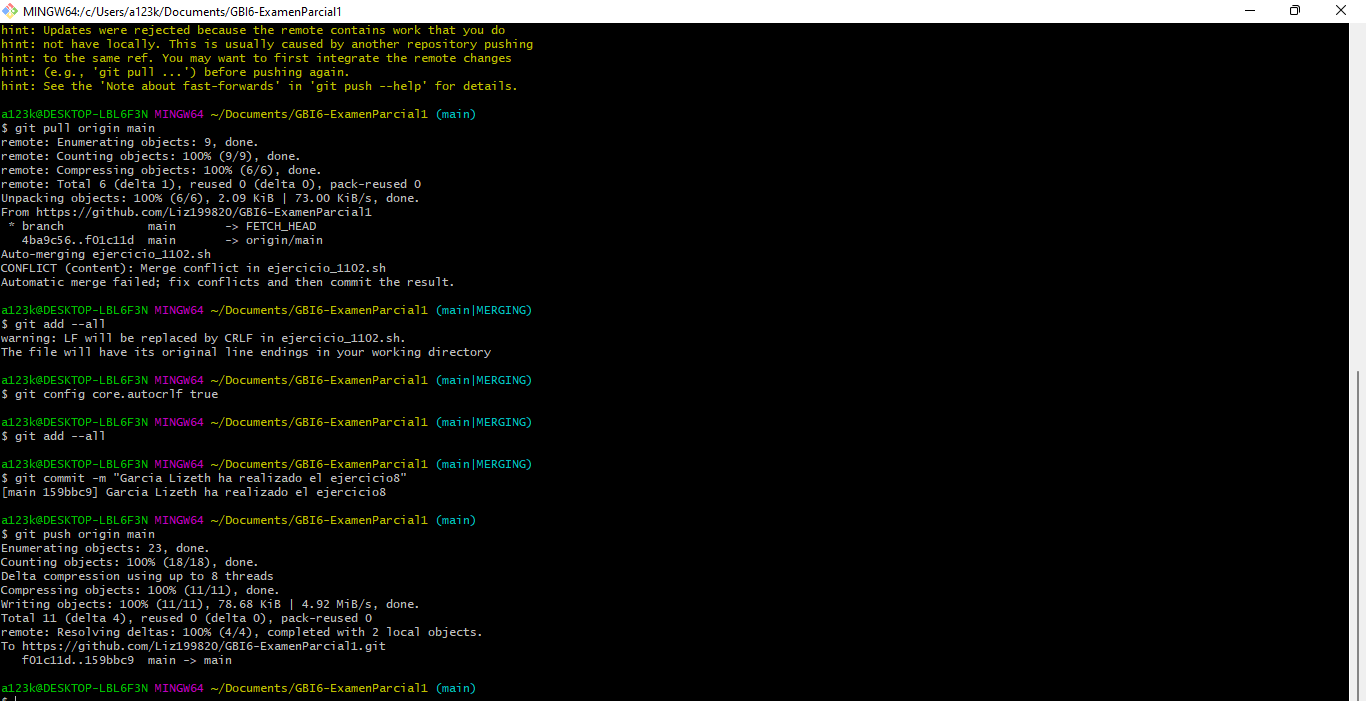 MINGW64:/c/Users/a123k/Documents/GBI6-ExamenParcial1
hint: Updates were rejected because the remote contains work that you do
hint: not have locally. This is usually caused by another repository pushing
hint: to the same ref. You may want to first integrate the remote changes
hint: (e.g., 'git pull ...') before pushing again.
hint: See the 'Note about fast-forwards' in 'git push --help' for details.
a123k@DESKTOP-LBL6F3N MINGW64 ~/Documents/GBI6-ExamenParcial1 (main)
$ git pull origin main
remote: Enumerating objects: 9, done.
remote: Counting objects: 100% (9/9), done.
remote: Compressing objects: 100% (6/6), done.
remote: Total 6 (delta 1), reused 0 (delta 0), pack-reused 0
Unpacking objects: 100% (6/6), 2.09 KiB | 73.00 KiB/s, done.
From https://github.com/Liz199820/GBI6-ExamenParcial1
 * branch            main       -> FETCH_HEAD
   4ba9c56..f01c11d  main       -> origin/main
Auto-merging ejercicio_1102.sh
CONFLICT (content): Merge conflict in ejercicio_1102.sh
Automatic merge failed; fix conflicts and then commit the result.
a123k@DESKTOP-LBL6F3N MINGW64 ~/Documents/GBI6-ExamenParcial1 (main|MERGING)
$ git add --all
warning: LF will be replaced by CRLF in ejercicio_1102.sh.
The file will have its original line endings in your working directory
a123k@DESKTOP-LBL6F3N MINGW64 ~/Documents/GBI6-ExamenParcial1 (main|MERGING)
$ git config core.autocrlf true
a123k@DESKTOP-LBL6F3N MINGW64 ~/Documents/GBI6-ExamenParcial1 (main|MERGING)
$ git add --all
a123k@DESKTOP-LBL6F3N MINGW64 ~/Documents/GBI6-ExamenParcial1 (main|MERGING)
$ git commit -m "Garcia Lizeth ha realizado el ejercicio8"
[main 159bbc9] Garcia Lizeth ha realizado el ejercicio8
a123k@DESKTOP-LBL6F3N MINGW64 ~/Documents/GBI6-ExamenParcial1 (main)
$ git push origin main
Enumerating objects: 23, done.
Counting objects: 100% (18/18), done.
Delta compression using up to 8 threads
Compressing objects: 100% (11/11), done.
Writing objects: 100% (11/11), 78.68 KiB | 4.92 MiB/s, done.
Total 11 (delta 4), reused 0 (delta 0), pack-reused 0
remote: Resolving deltas: 100% (4/4), completed with 2 local objects.
To https://github.com/Liz199820/GBI6-ExamenParcial1.git
   f01c11d..159bbc9  main -> main
a123k@DESKTOP-LBL6F3N MINGW64 ~/Documents/GBI6-ExamenParcial1 (main)
$